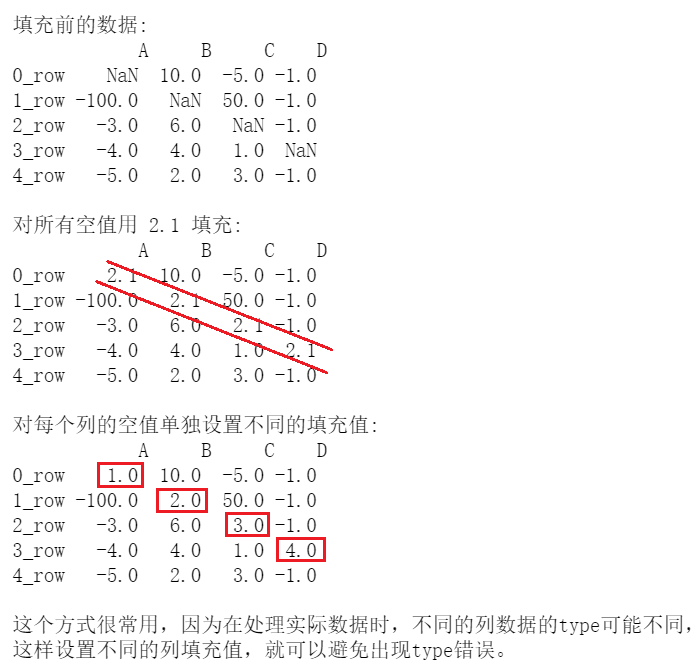 填充前的数据:
A B C D
0_row NaN 10.0 -5.0 -1.0
1_row -100.0 NaN 50.0 -1.0
2_row -3.0 6.0 NaN -1.0
3_row -4.0 4.0 1.0 NaN
4_row -5.0 2.0 3.0 -1.0
对所有空值用 2.1 填充:
A B C D
0_row 2.1 10.0 -5.0 -1.0
1_row -100.0 2.1 50.0 -1.0
2_row -3.0 6.0 2.1 -1.0
3_row -4.0 4.0 1.0 2.1
4_row -5.0 2.0 3.0 -1.0
对每个列的空值单独设置不同的填充值:
A B C D
0_row 1.0 10.0 -5.0 -1.0
1_row -100.0 2.0 50.0 -1.0
2_row -3.0 6.0 3.0 -1.0
3_row -4.0 4.0 1.0 4.0
4_row -5.0 2.0 3.0 -1.0
这个方式很常用，因为在处理实际数据时，不同的列数据的type可能不同，
这样设置不同的列填充值，就可以避免出现type错误。